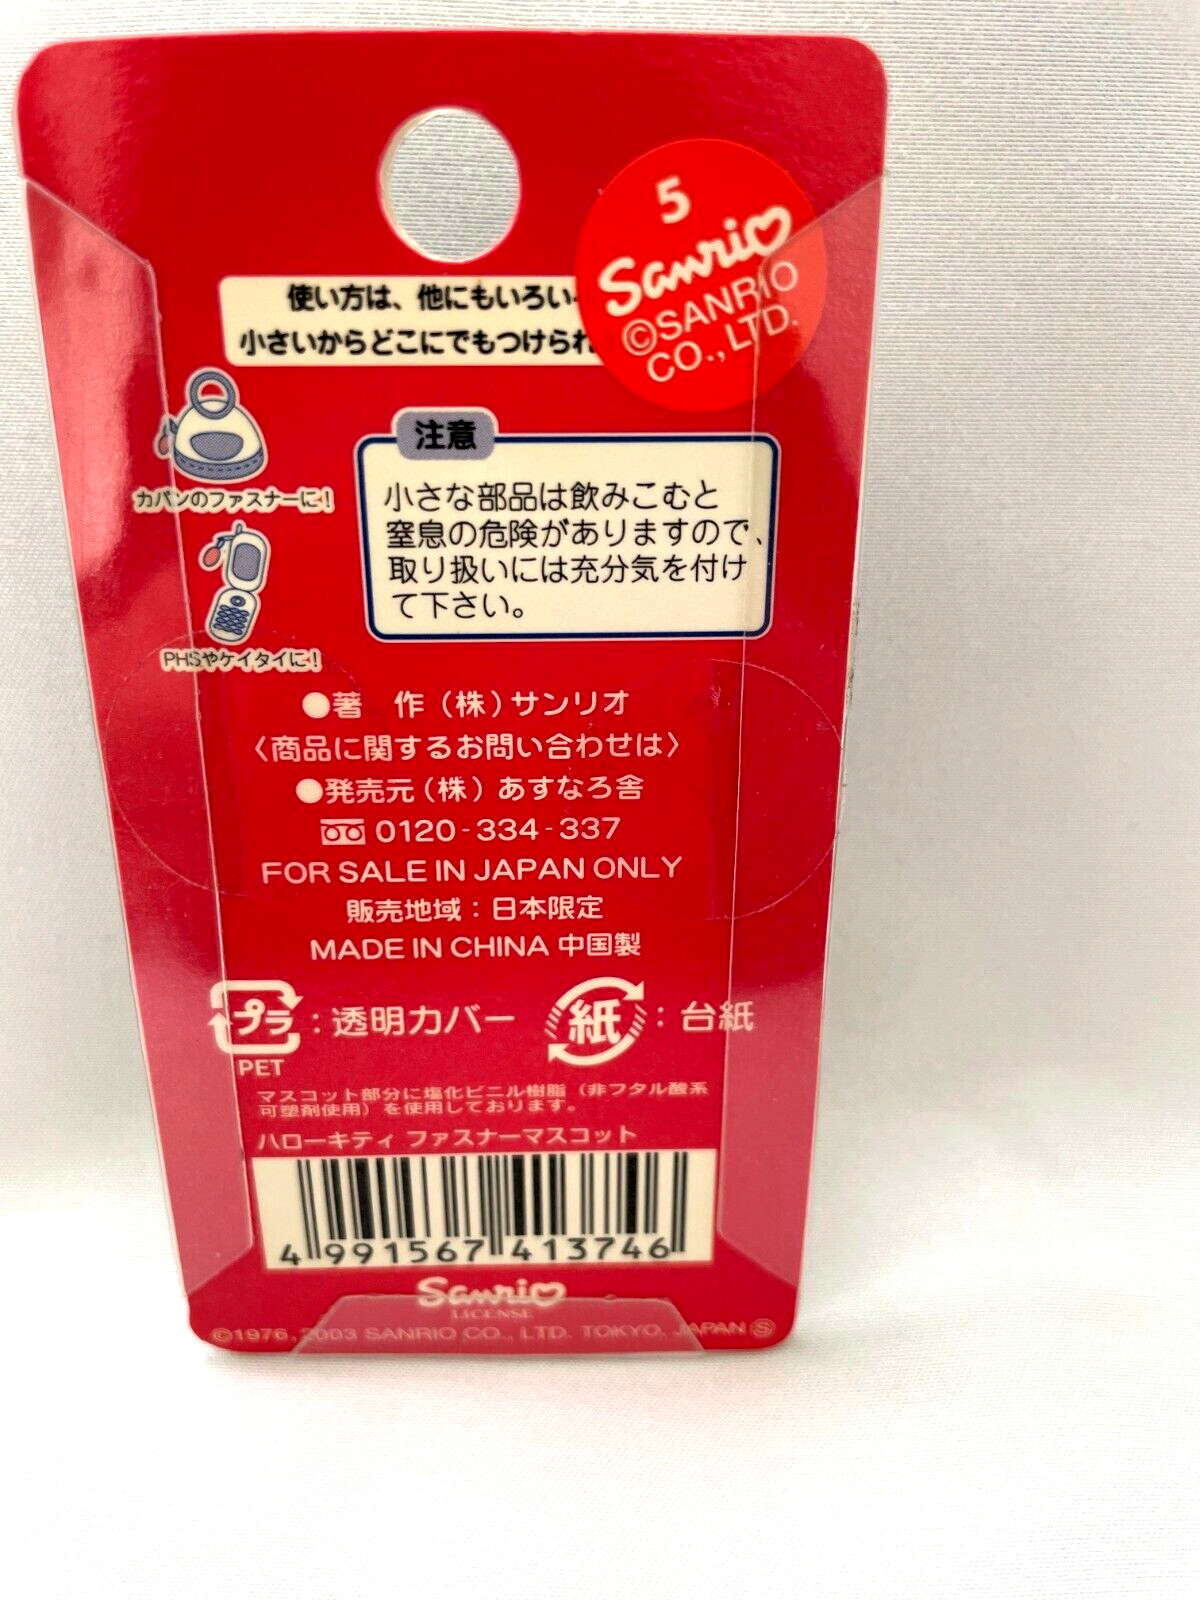 5
Sanrio
©SANRIO
CO.,LTD.
使い方は、他にもいろいろ
小さいからどこにでもつけられ
カバンのファスナーに!
PHSやケイタイに!
注意
小さな部品は飲みこむと
窒息の危険がありますので、
取り扱いには充分気を付け
て下さい。
●著 作(株)サンリオ
〈商品に関するお問い合わせは〉
●発売元(株)あすなろ舎
0120-334-337
FOR SALE IN JAPAN ONLY
販売地域:日本限定
MADE IN CHINA 中国製
プラ:透明カバー
PET
紙:台紙
マスコット部分に塩化ビニル樹脂(非フタル酸系
可塑剤使用)を使用しております。
ハローキティ ファスナーマスコット
4 991567 413746
Sanrio
LICENSE
©1976,2003 SANRIO CO., LTD. TOKYO, JAPAN Ⓢ